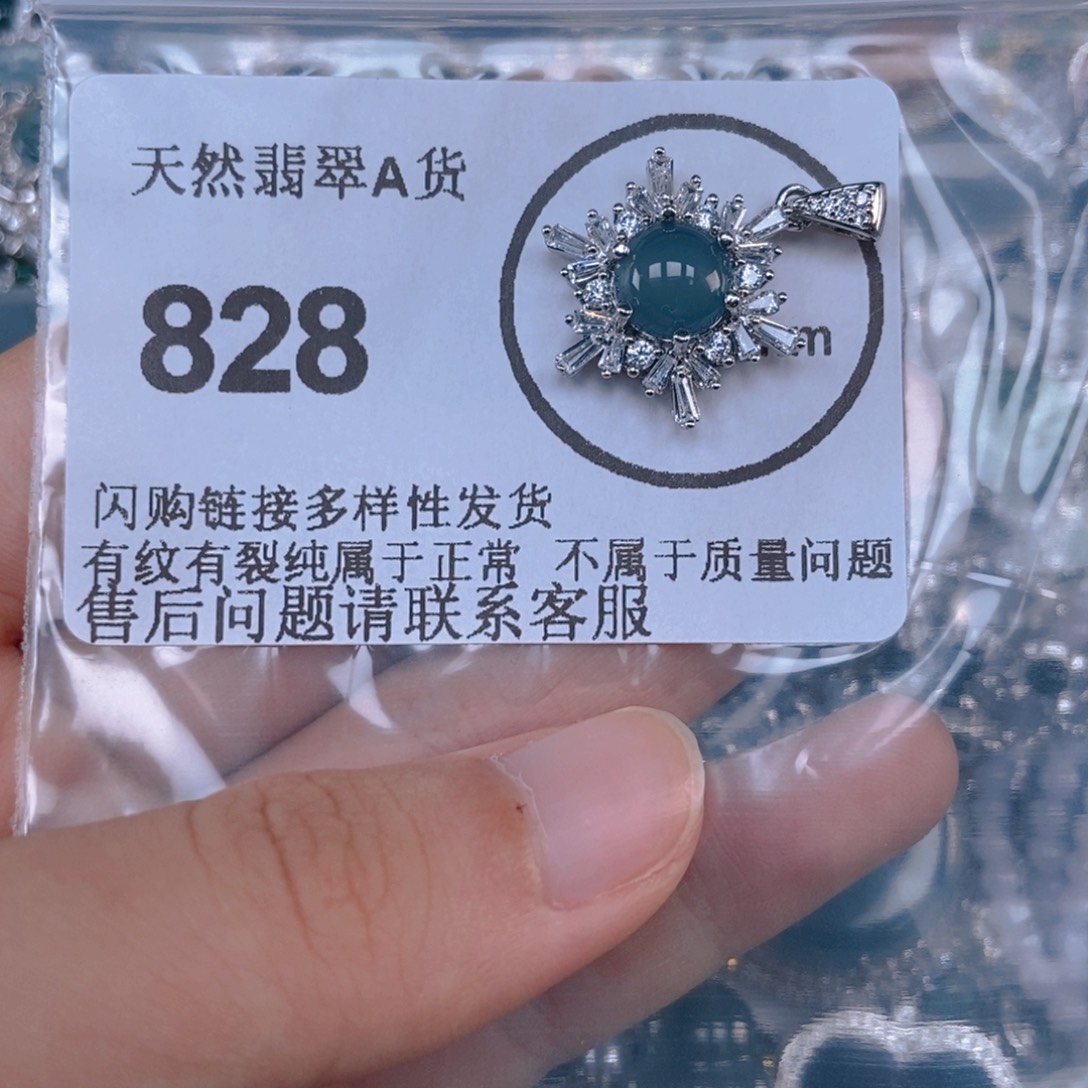 天然翡翠A货
828
闪购链接多样性发货
有纹有裂纯属于正常 不属于质量问题
售后问题请联系客服